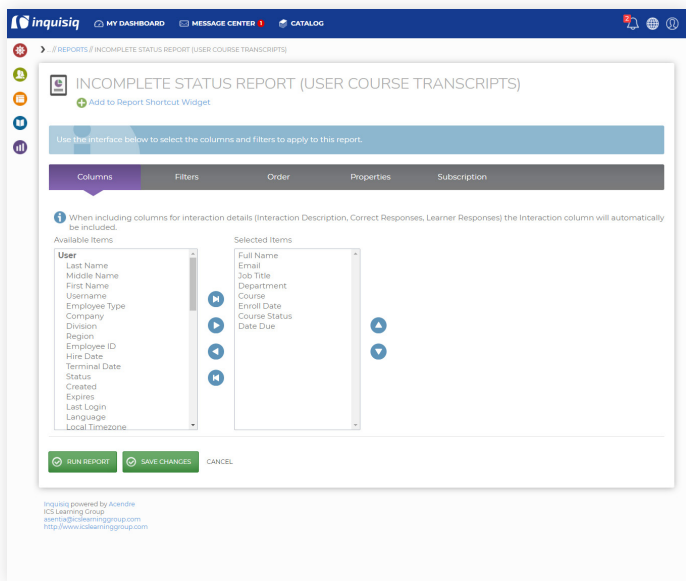 inquisiq MY DASHBOARD MESSAGE CENTER 1 CATALOG 2
. // REPORTS // INCOMPLETE STATUS REPORT (USER COURSE TRANSCRIPTS)
INCOMPLETE STATUS REPORT (USER COURSE TRANSCRIPTS)
Add to Report Shortcut Widget
Use the interface below to select the columns and filters to apply to this report.
Columns Filters Order Properties Subscription
When including columns for interaction details (Interaction Description, Correct Responses, Learner Responses) the Interaction column will automatically
be included.
Available Items
User
Last Name
Middle Name
First Name
Username
Employee Type
Company
Division
Region
Employee ID
Hire Date
Terminal Date
Status
Created
Expires
Last Login
Language
Local Timezone
Selected Items
Full Name
Email
Job Title
Department
Course
Enroll Date
Course Status
Date Due
RUN REPORT SAVE CHANGES CANCEL
Inquisiq powered by Acendre
ICS Learning Group
asentia@icslearninggroup.com
http://www.icslearninggroup.com